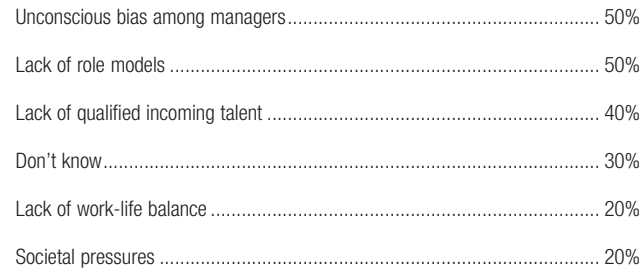 Unconscious bias among managers.......................................................................... 50%
Lack of role models ................................................................................................... 50%
Lack of qualified incoming talent .............................................................................. 40%
Don’t know.................................................................................................................. 30%
Lack of work-life balance .......................................................................................... 20%
Societal pressures ..................................................................................................... 20%